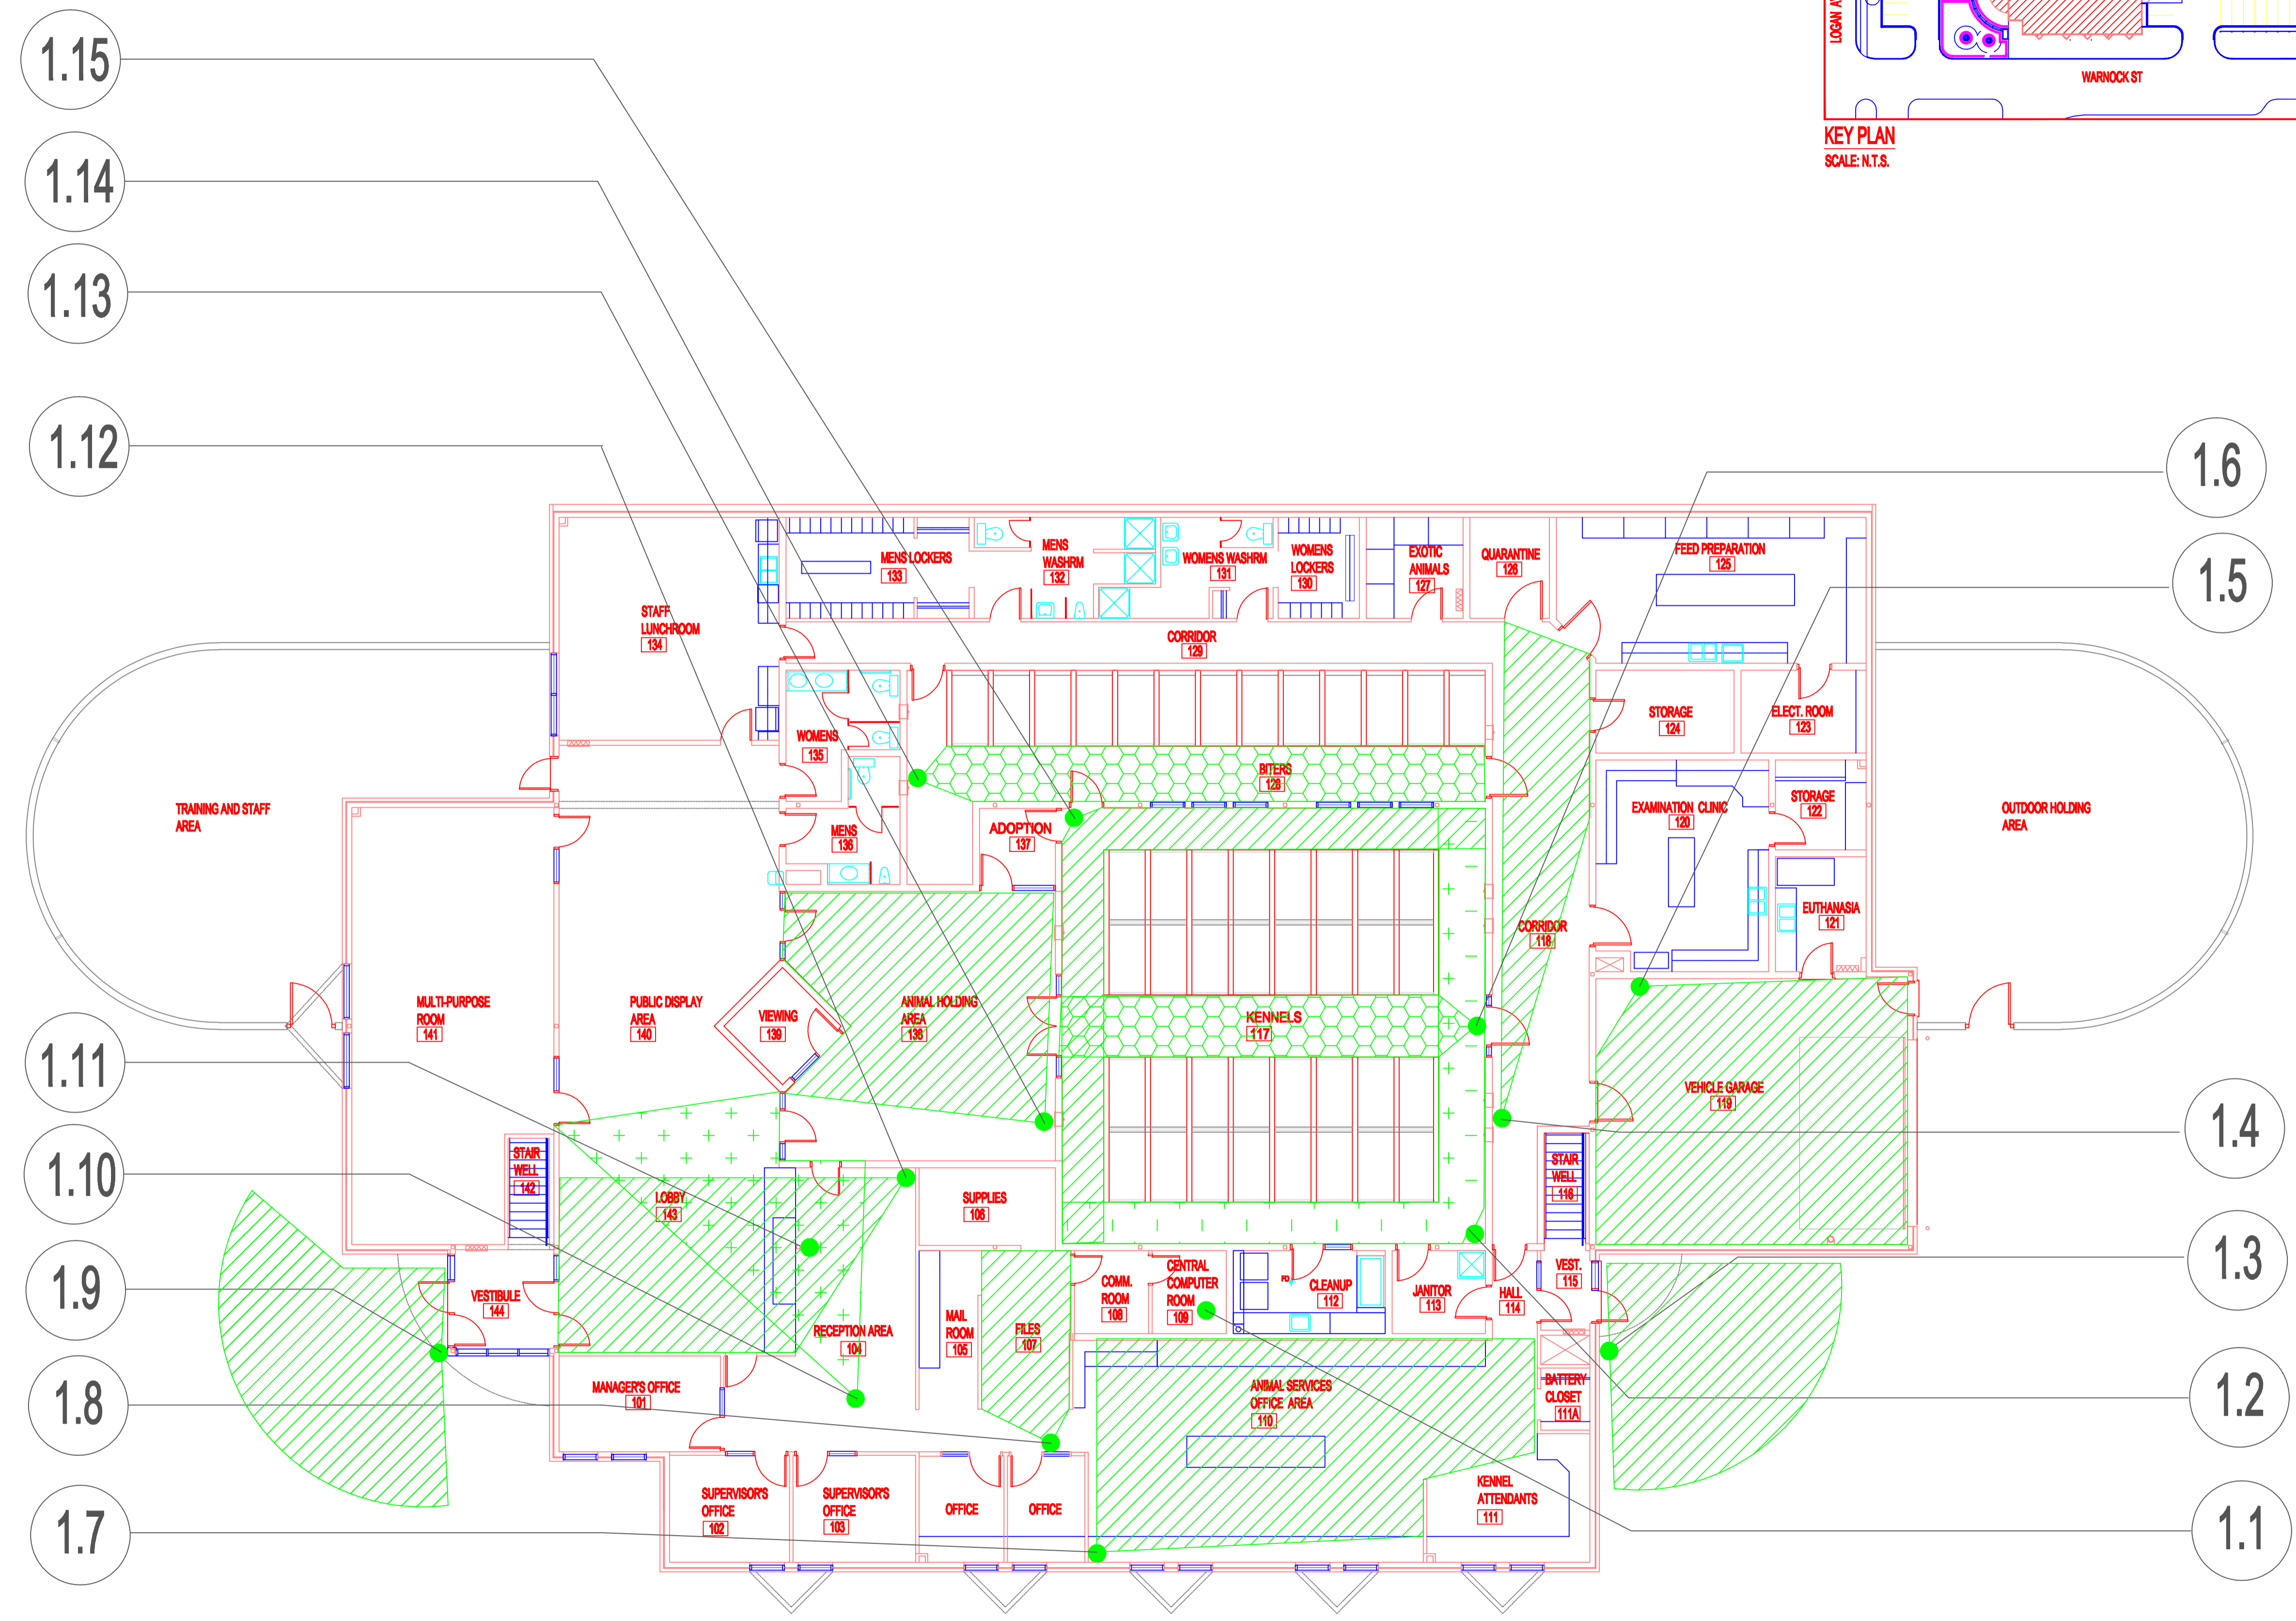 LOGAN A
WARNOCK ST
KEY PLAN
SCALE: N.T.S.
1.15
1.14
1.13
1.12
1.11
1.10
1.9
1.8
1.7
1.6
1.5
1.4
1.3
1.2
1.1
MENS LOCKERS
133
MENS
WASHRM
132
WOMENS WASHRM
131
WOMENS
LOCKERS
130
EXOTIC
ANIMALS
127
QUARANTINE
126
FEED PREPARATION
125
STAFF
LUNCHROOM
134
CORRIDOR
129
STORAGE
124
ELECT. ROOM
123
WOMENS
135
BITERS
128
TRAINING AND STAFF
AREA
MENS
136
ADOPTION
137
EXAMINATION CLINIC
120
STORAGE
122
OUTDOOR HOLDING
AREA
EUTHANASIA
121
CORRIDOR
118
MULTI-PURPOSE
ROOM
141
PUBLIC DISPLAY
AREA
140
VIEWING
139
ANIMAL HOLDING
AREA
138
KENNELS
117
VEHICLE GARAGE
119
STAIR
WELL
142
LOBBY
143
SUPPLIES
106
STAIR
WELL
116
VESTIBULE
144
RECEPTION AREA
104
MAIL
ROOM
105
FILES
107
COMM.
ROOM
108
CENTRAL
COMPUTER
ROOM
109
FD
CLEANUP
112
JANITOR
113
HALL
114
VEST.
115
MANAGER'S OFFICE
101
ANIMAL SERVICES
OFFICE AREA
110
BATTERY
CLOSET
111A
SUPERVISOR'S
OFFICE
102
SUPERVISOR'S
OFFICE
103
OFFICE
OFFICE
KENNEL
ATTENDANTS
111